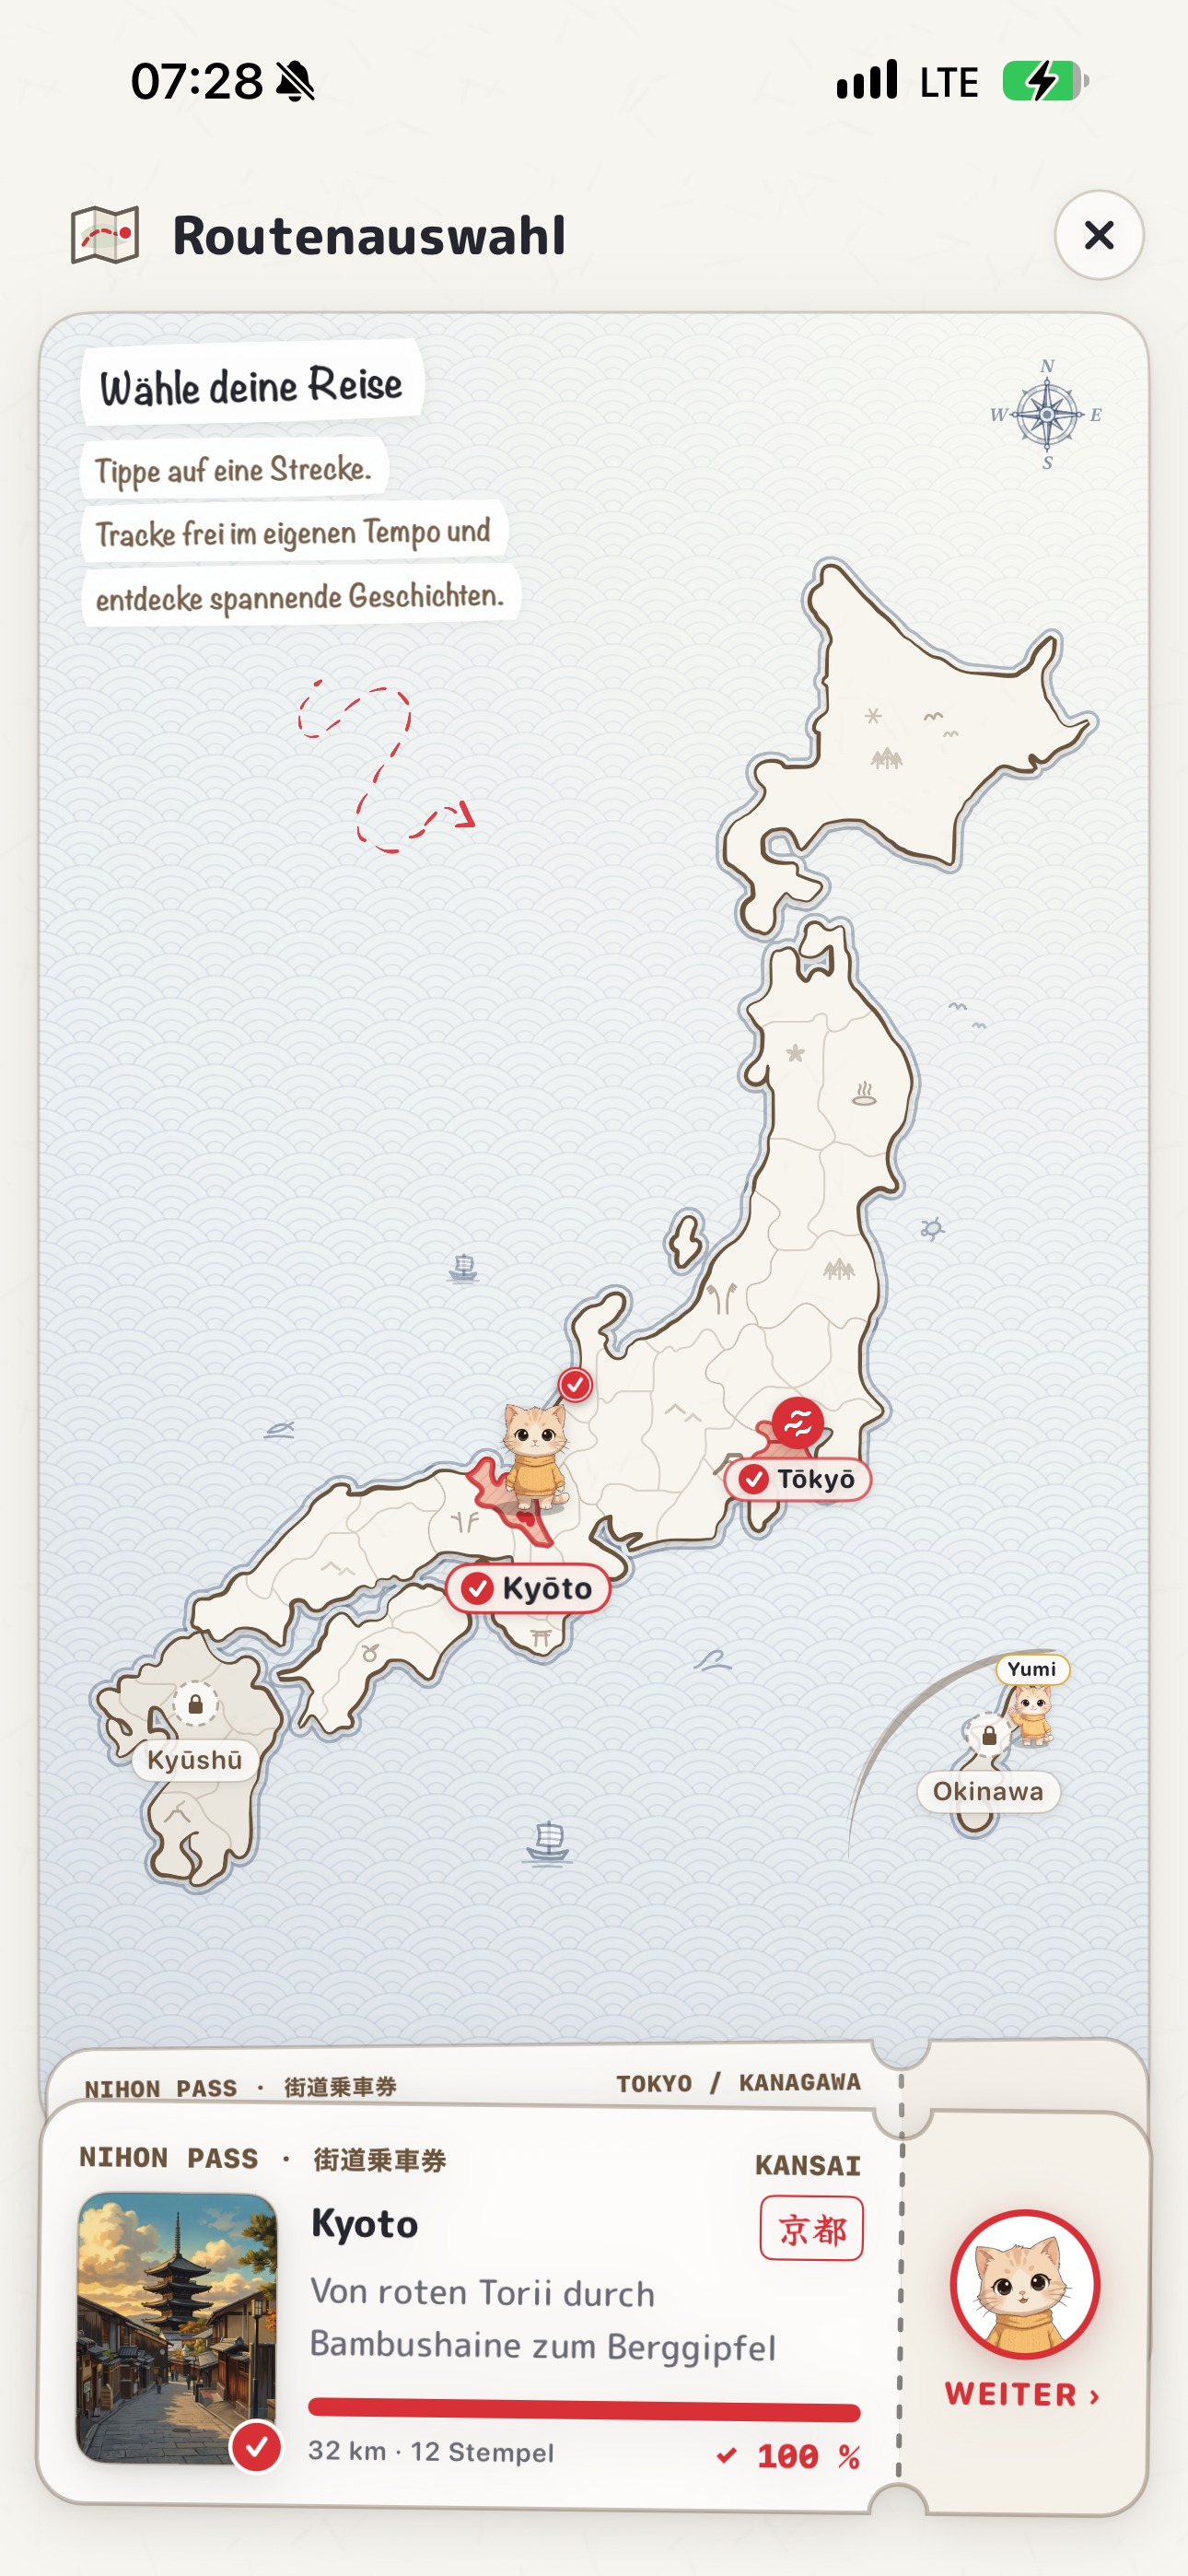 07:28
LTE
Routenauswahl
Wähle deine Reise
Tippe auf eine Strecke.
Tracke frei im eigenen Tempo und
entdecke spannende Geschichten.
N
W E
S
Tōkyō
Kyōto
Kyūshū
Yumi
Okinawa
NIHON PASS · 街道乗車券 TOKYO / KANAGAWA
NIHON PASS · 街道乗車券 KANSAI
Kyoto 京都
Von roten Torii durch
Bambushaine zum Berggipfel
32 km · 12 Stempel 100 %
WEITER ›